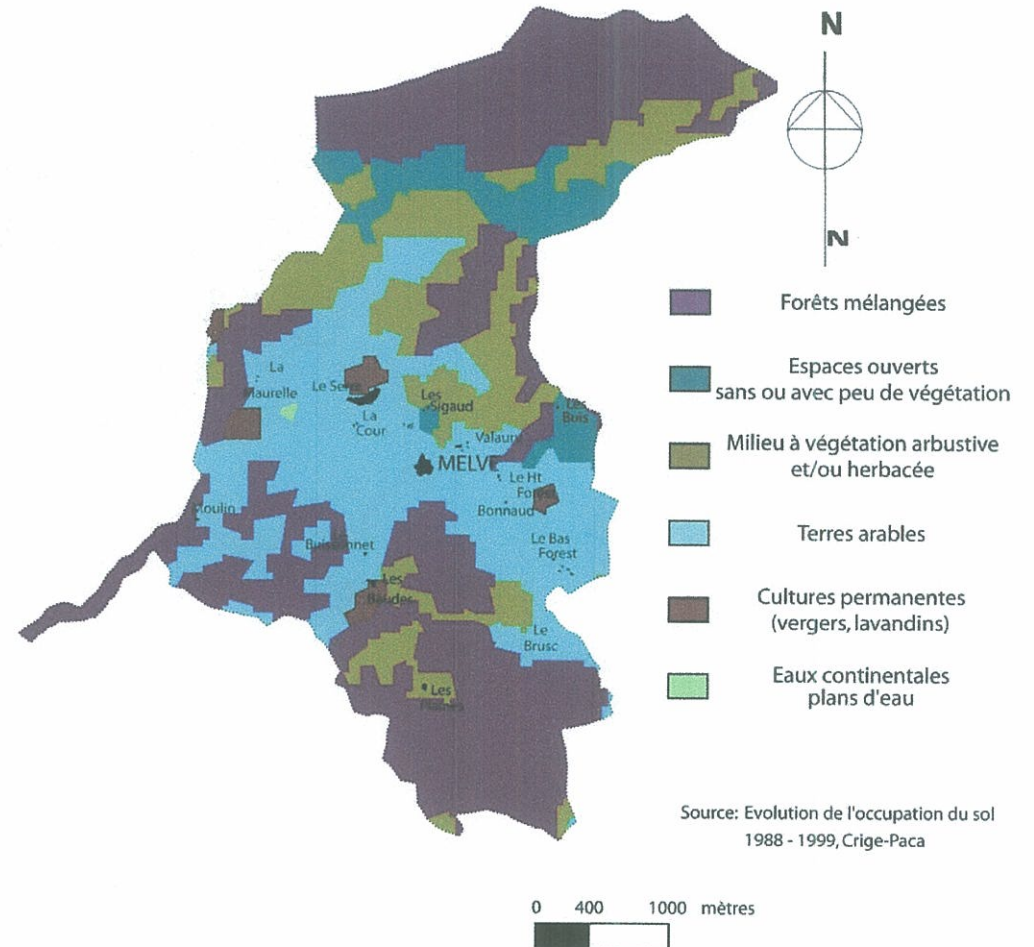 N
N
Forêts mélangées
Espaces ouverts
sans ou avec peu de végétation
Milieu à végétation arbustive
et/ou herbacée
Terres arables
Cultures permanentes
(vergers, lavandins)
Eaux continentales
plans d'eau
La
Maurelle
Le Serre
La
Cour
Les
Sigaud
Les
Buis
Valaury
MELVE
Le Ht
Forest
Bonnaud
Moulin
Buissonnet
Le Bas
Forest
Les
Baudes
Le
Brusc
Les
Source: Evolution de l'occupation du sol
1988 - 1999, Crige-Paca
0 400 1000 mètres